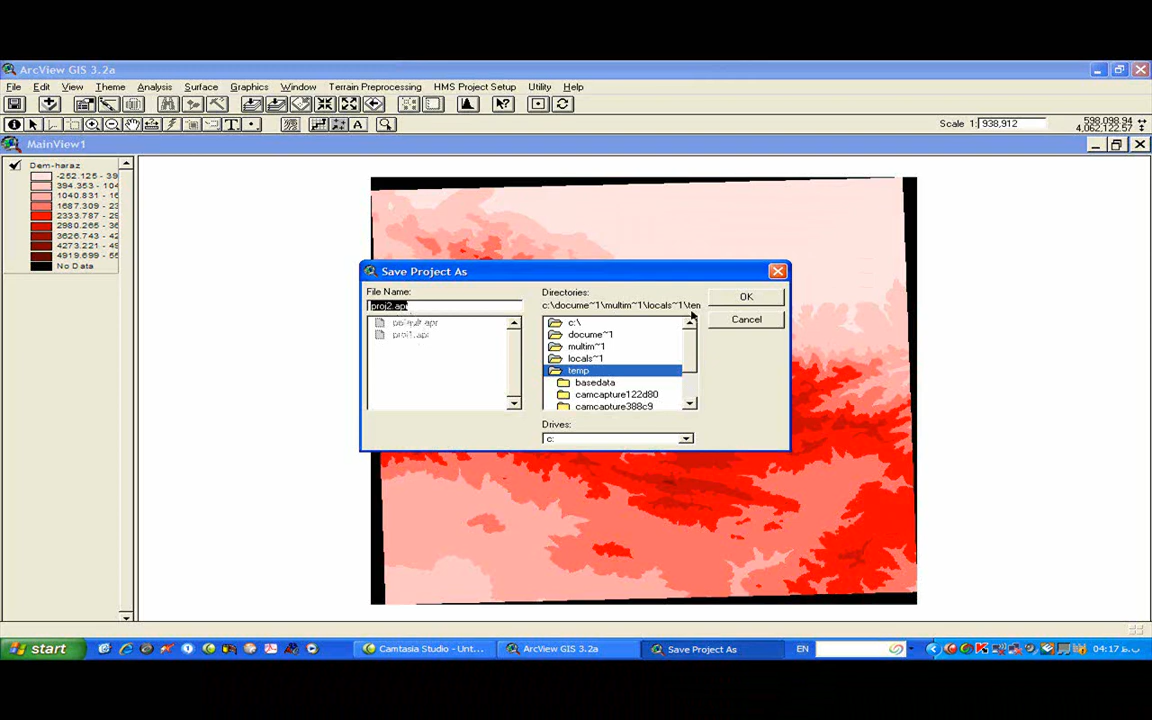 ArcView GIS 3.2a
File Edit View Theme Analysis Surface Graphics Window Terrain Preprocessing HMS Project Setup Utility Help
Scale 1: 938,912
598,098.94
4,062,122.57
MainView1
Dem-haraz
-252.125 - 39
394.353 - 104
1040.831 - 16
1687.309 - 23
2333.787 - 29
2980.265 - 36
3626.743 - 42
4273.221 - 49
4919.699 - 55
No Data
Save Project As
File Name:
proj2.apr
proj1.apr
Directories:
c:\docume~1\multim~1\locals~1\ten
c:\
docume~1
multim~1
locals~1
temp
basedata
camcapture122d80
camcapture388c9
Drives:
c:
OK
Cancel
start
Camtasia Studio - Unt...
ArcView GIS 3.2a
Save Project As
EN
04:17 ب.ظ